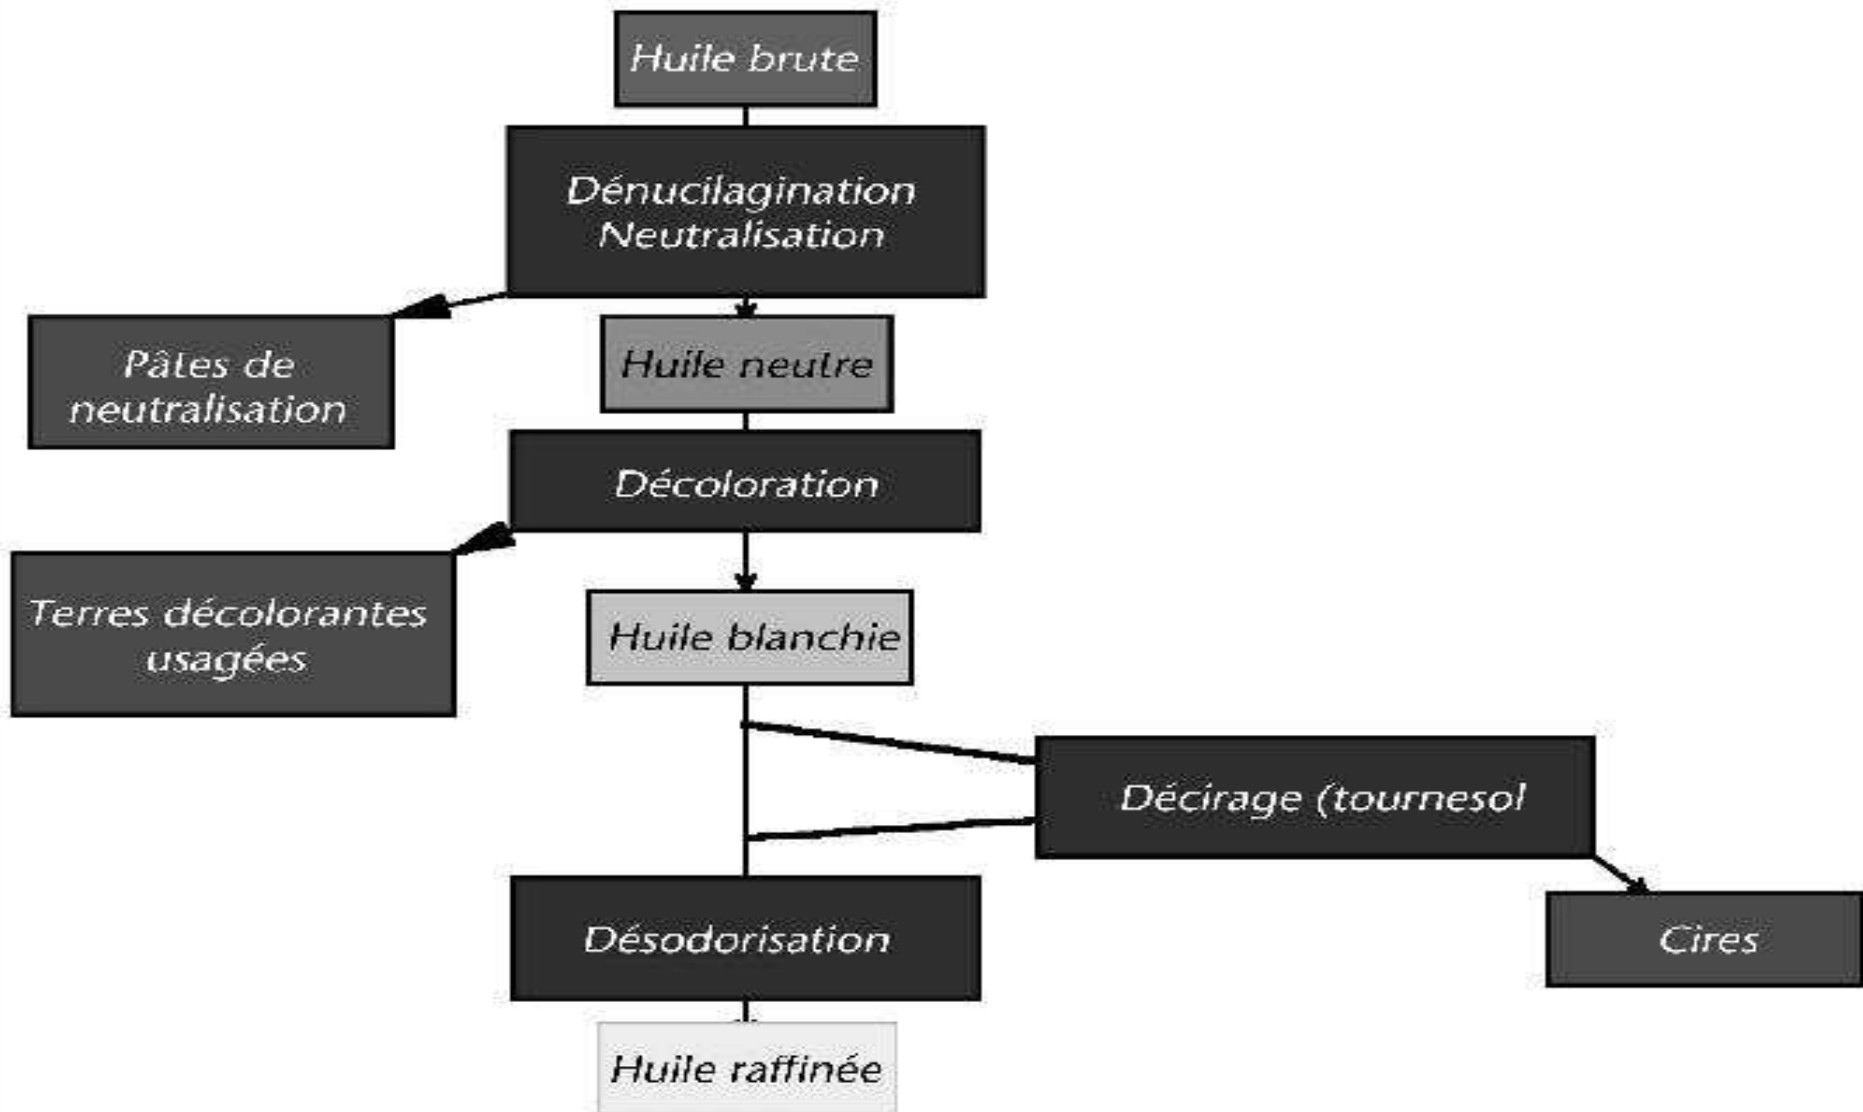 Huile brute
Dénucilagination
Neutralisation
Pâtes de
neutralisation
Huile neutre
Décoloration
Terres décolorantes
usagées
Huile blanchie
Décirage (tournesol
Désodorisation
Cires
Huile raffinée